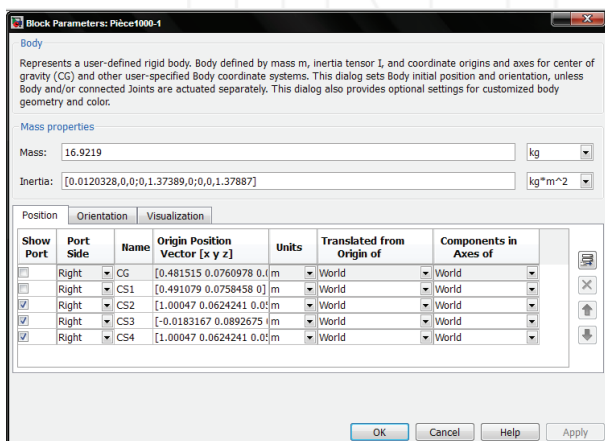 Block Parameters: Pièce1000-1
Body
Represents a user-defined rigid body. Body defined by mass m, inertia tensor I, and coordinate origins and axes for center of
gravity (CG) and other user-specified Body coordinate systems. This dialog sets Body initial position and orientation, unless
Body and/or connected Joints are actuated separately. This dialog also provides optional settings for customized body
geometry and color.
Mass properties
Mass: 16.9219 kg
Inertia: [0.0120328,0,0;0,1.37389,0;0,0,1.37887] kg*m^2
Position Orientation Visualization
Show Port Port Side Name Origin Position Vector [x y z] Units Translated from Origin of Components in Axes of
Right CG [0.481515 0.0760978 0.0 m World World
Right CS1 [0.491079 0.0758458 0] m World World
Right CS2 [1.00047 0.0624241 0.05 m World World
Right CS3 [-0.0183167 0.0892675 m World World
Right CS4 [1.00047 0.0624241 0.05 m World World
OK Cancel Help Apply